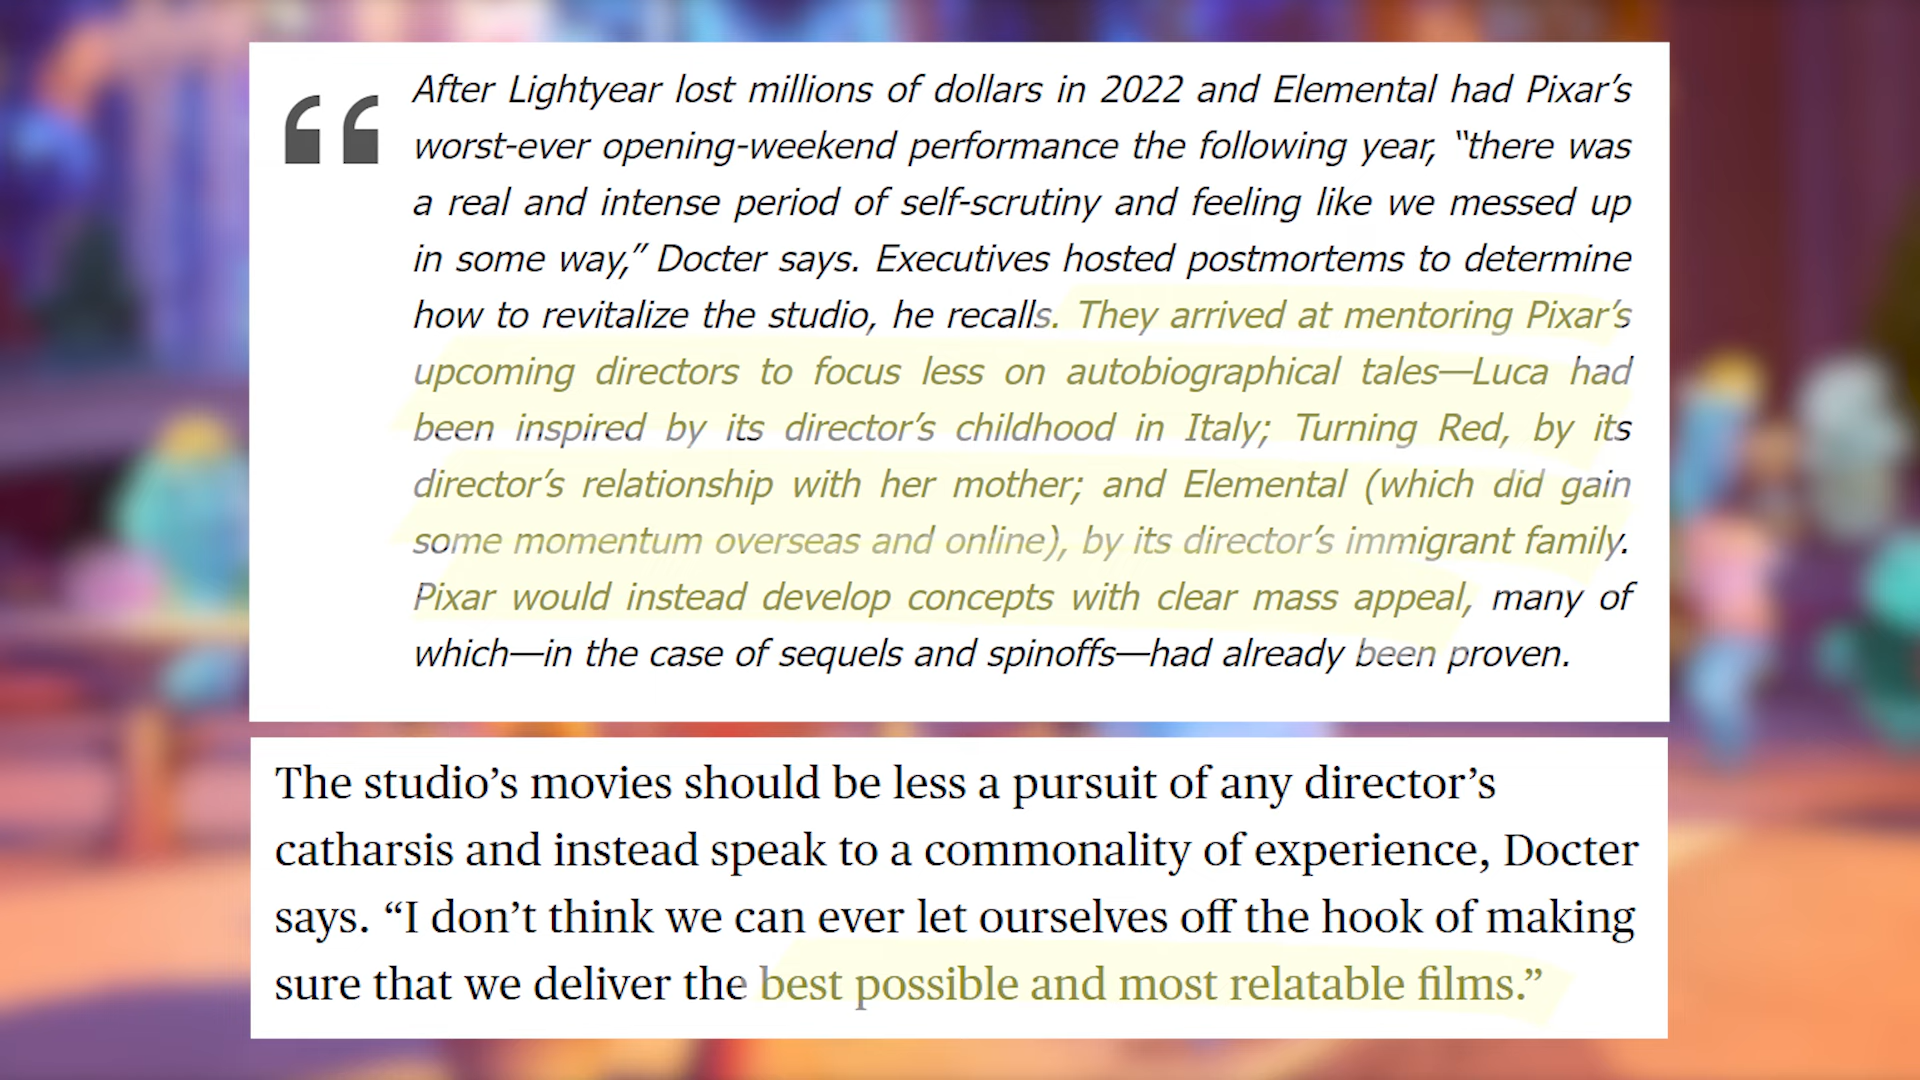 “
After Lightyear lost millions of dollars in 2022 and Elemental had Pixar’s
worst-ever opening-weekend performance the following year, “there was
a real and intense period of self-scrutiny and feeling like we messed up
in some way,” Docter says. Executives hosted postmortems to determine
how to revitalize the studio, he recalls. They arrived at mentoring Pixar’s
upcoming directors to focus less on autobiographical tales—Luca had
been inspired by its director’s childhood in Italy; Turning Red, by its
director’s relationship with her mother; and Elemental (which did gain
some momentum overseas and online), by its director’s immigrant family.
Pixar would instead develop concepts with clear mass appeal, many of
which—in the case of sequels and spinoffs—had already been proven.
The studio’s movies should be less a pursuit of any director’s
catharsis and instead speak to a commonality of experience, Docter
says. “I don’t think we can ever let ourselves off the hook of making
sure that we deliver the best possible and most relatable films.”